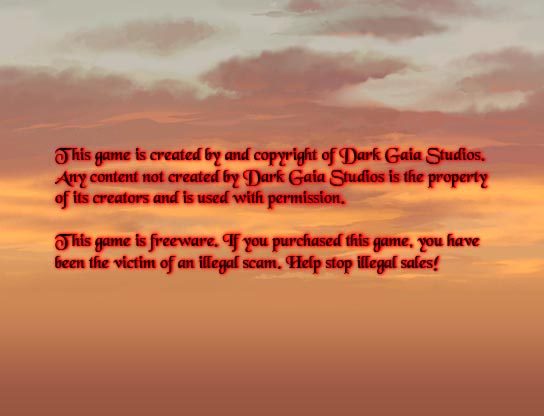 This game is created by and copyright of Dark Gaia Studios.
Any content not created by Dark Gaia Studios is the property
of its creators and is used with permission.
This game is freeware. If you purchased this game, you have
been the victim of an illegal scam. Help stop illegal sales!